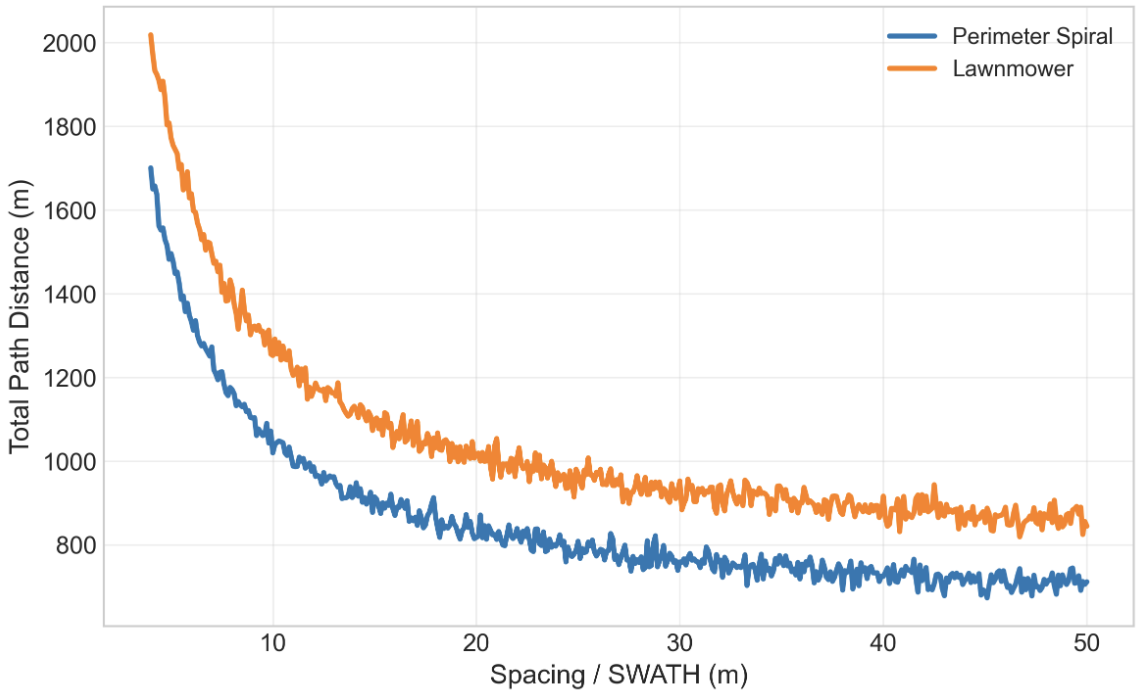 2000
1800
1600
1400
1200
1000
800
Total Path Distance (m)
Perimeter Spiral
Lawnmower
10 20 30 40 50
Spacing / SWATH (m)